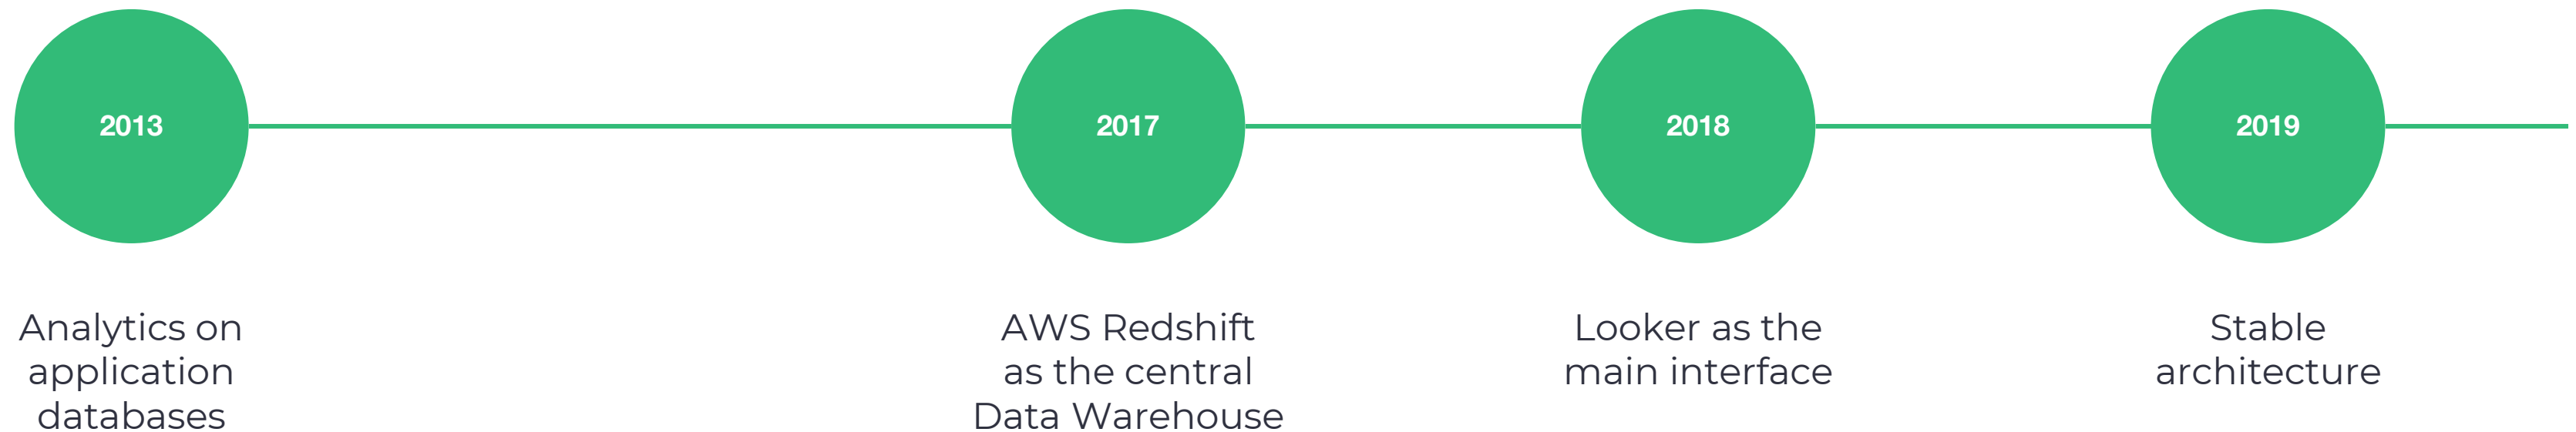 2013
2017
2018
2019
Analytics on
application
databases
AWS Redshift
as the central
Data Warehouse
Looker as the
main interface
Stable
architecture